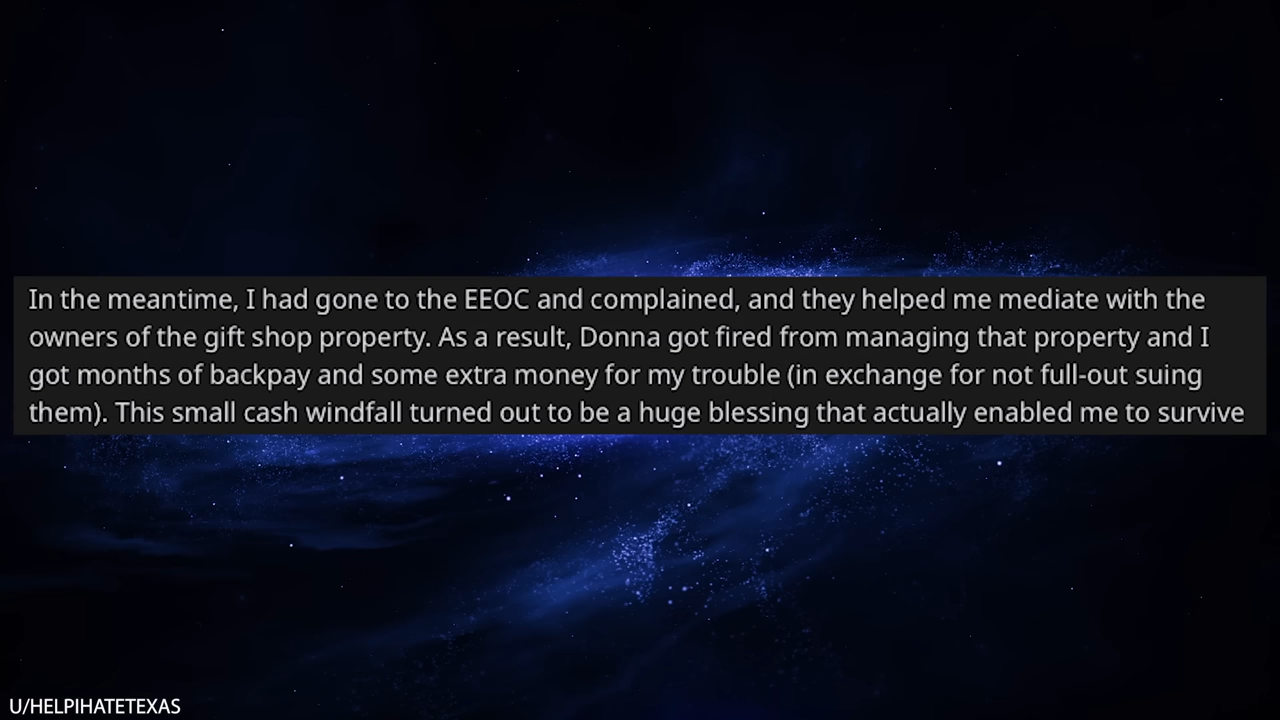 In the meantime, I had gone to the EEOC and complained, and they helped me mediate with the
owners of the gift shop property. As a result, Donna got fired from managing that property and I
got months of backpay and some extra money for my trouble (in exchange for not full-out suing
them). This small cash windfall turned out to be a huge blessing that actually enabled me to survive
U/HELPIHATETEXAS